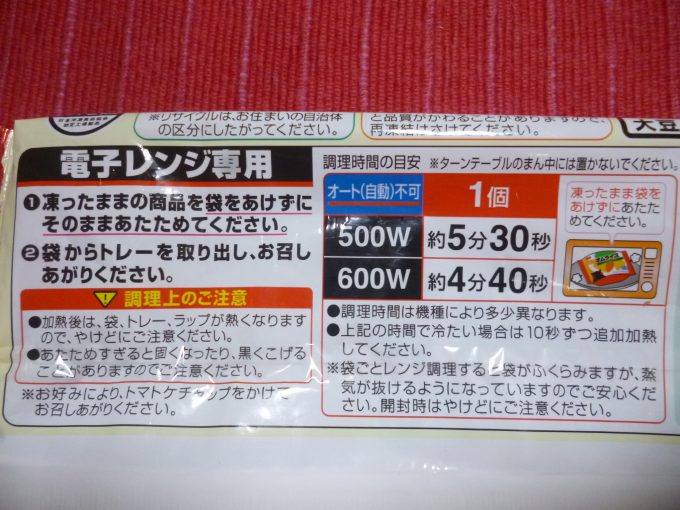 ※リサイクルは、お住まいの自治体
の区分にしたがってください。
と品質がかわることがありますので、
再凍結はさけてください。
大豆
電子レンジ専用
❶凍ったままの商品を袋をあけずに
そのままあたためてください。
❷袋からトレーを取り出し、お召し
あがりください。
調理上のご注意
●加熱後は、袋、トレー、ラップが熱くなります
ので、やけどにご注意ください。
●あたためすぎると固くなったり、黒くこげる
ことがありますのでご注意ください。
※お好みにより、トマトケチャップをかけて
お召しあがりください。
調理時間の目安 ※ターンテーブルのまん中には置かないでください。
オート(自動)不可 1個
500W 約5分30秒
600W 約4分40秒
凍ったまま袋を
あけずにあたた
めてください。
●調理時間は機種により多少異なります。
●上記の時間で冷たい場合は10秒ずつ追加加熱
してください。
※袋ごとレンジ調理すると袋がふくらみますが、蒸
気が抜けるようになっていますのでご安心くだ
さい。開封時はやけどにご注意ください。